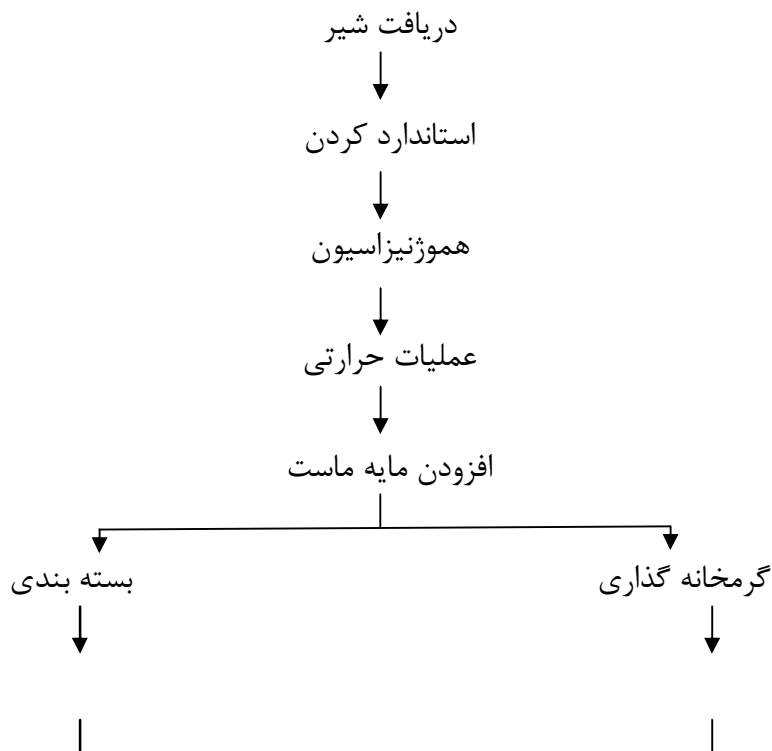 دریافت شیر
استاندارد کردن
هموژنیزاسیون
عملیات حرارتی
افزودن مایه ماست
گرمخانه گذاری
بسته بندی